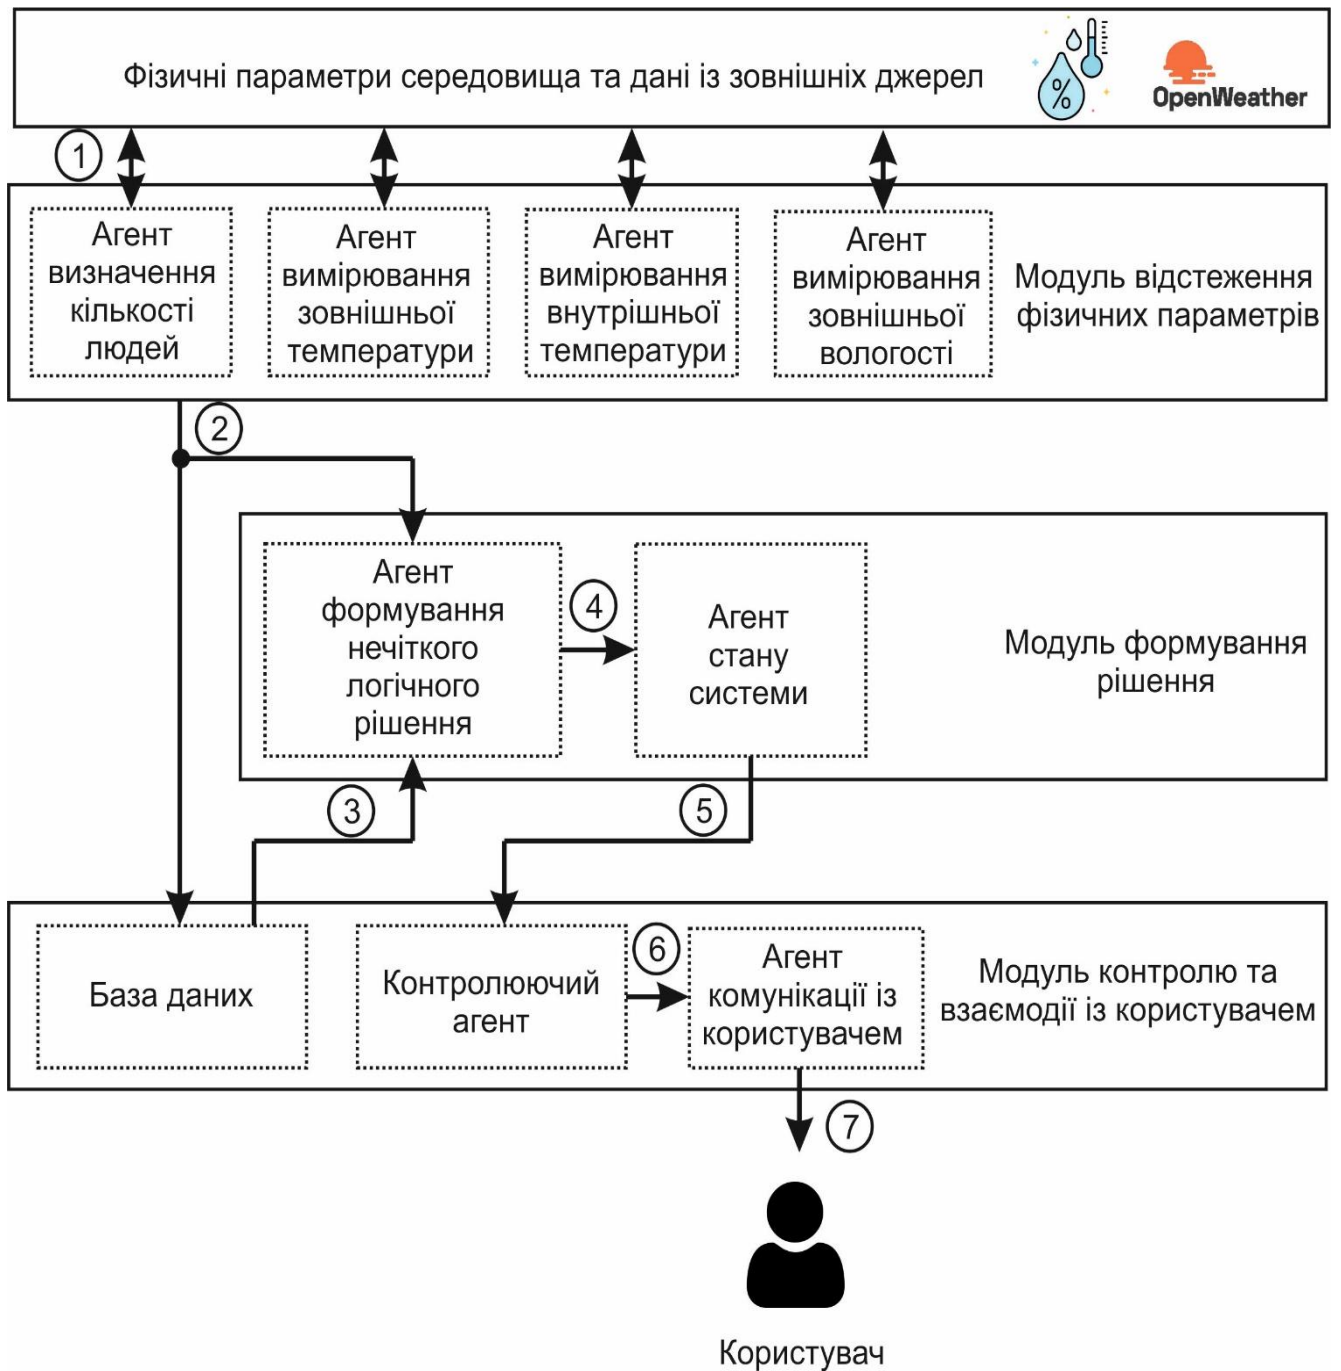 Фізичні параметри середовища та дані із зовнішніх джерел
%
OpenWeather
1
Агент
визначення
кількості
людей
Агент
вимірювання
зовнішньої
температури
Агент
вимірювання
внутрішньої
температури
Агент
вимірювання
зовнішньої
вологості
Модуль відстеження
фізичних параметрів
2
Агент
формування
нечіткого
логічного
рішення
4
Агент
стану
системи
Модуль формування
рішення
3
5
База даних
Контролюючий
агент
6
Агент
комунікації із
користувачем
Модуль контролю та
взаємодії із користувачем
7
Користувач